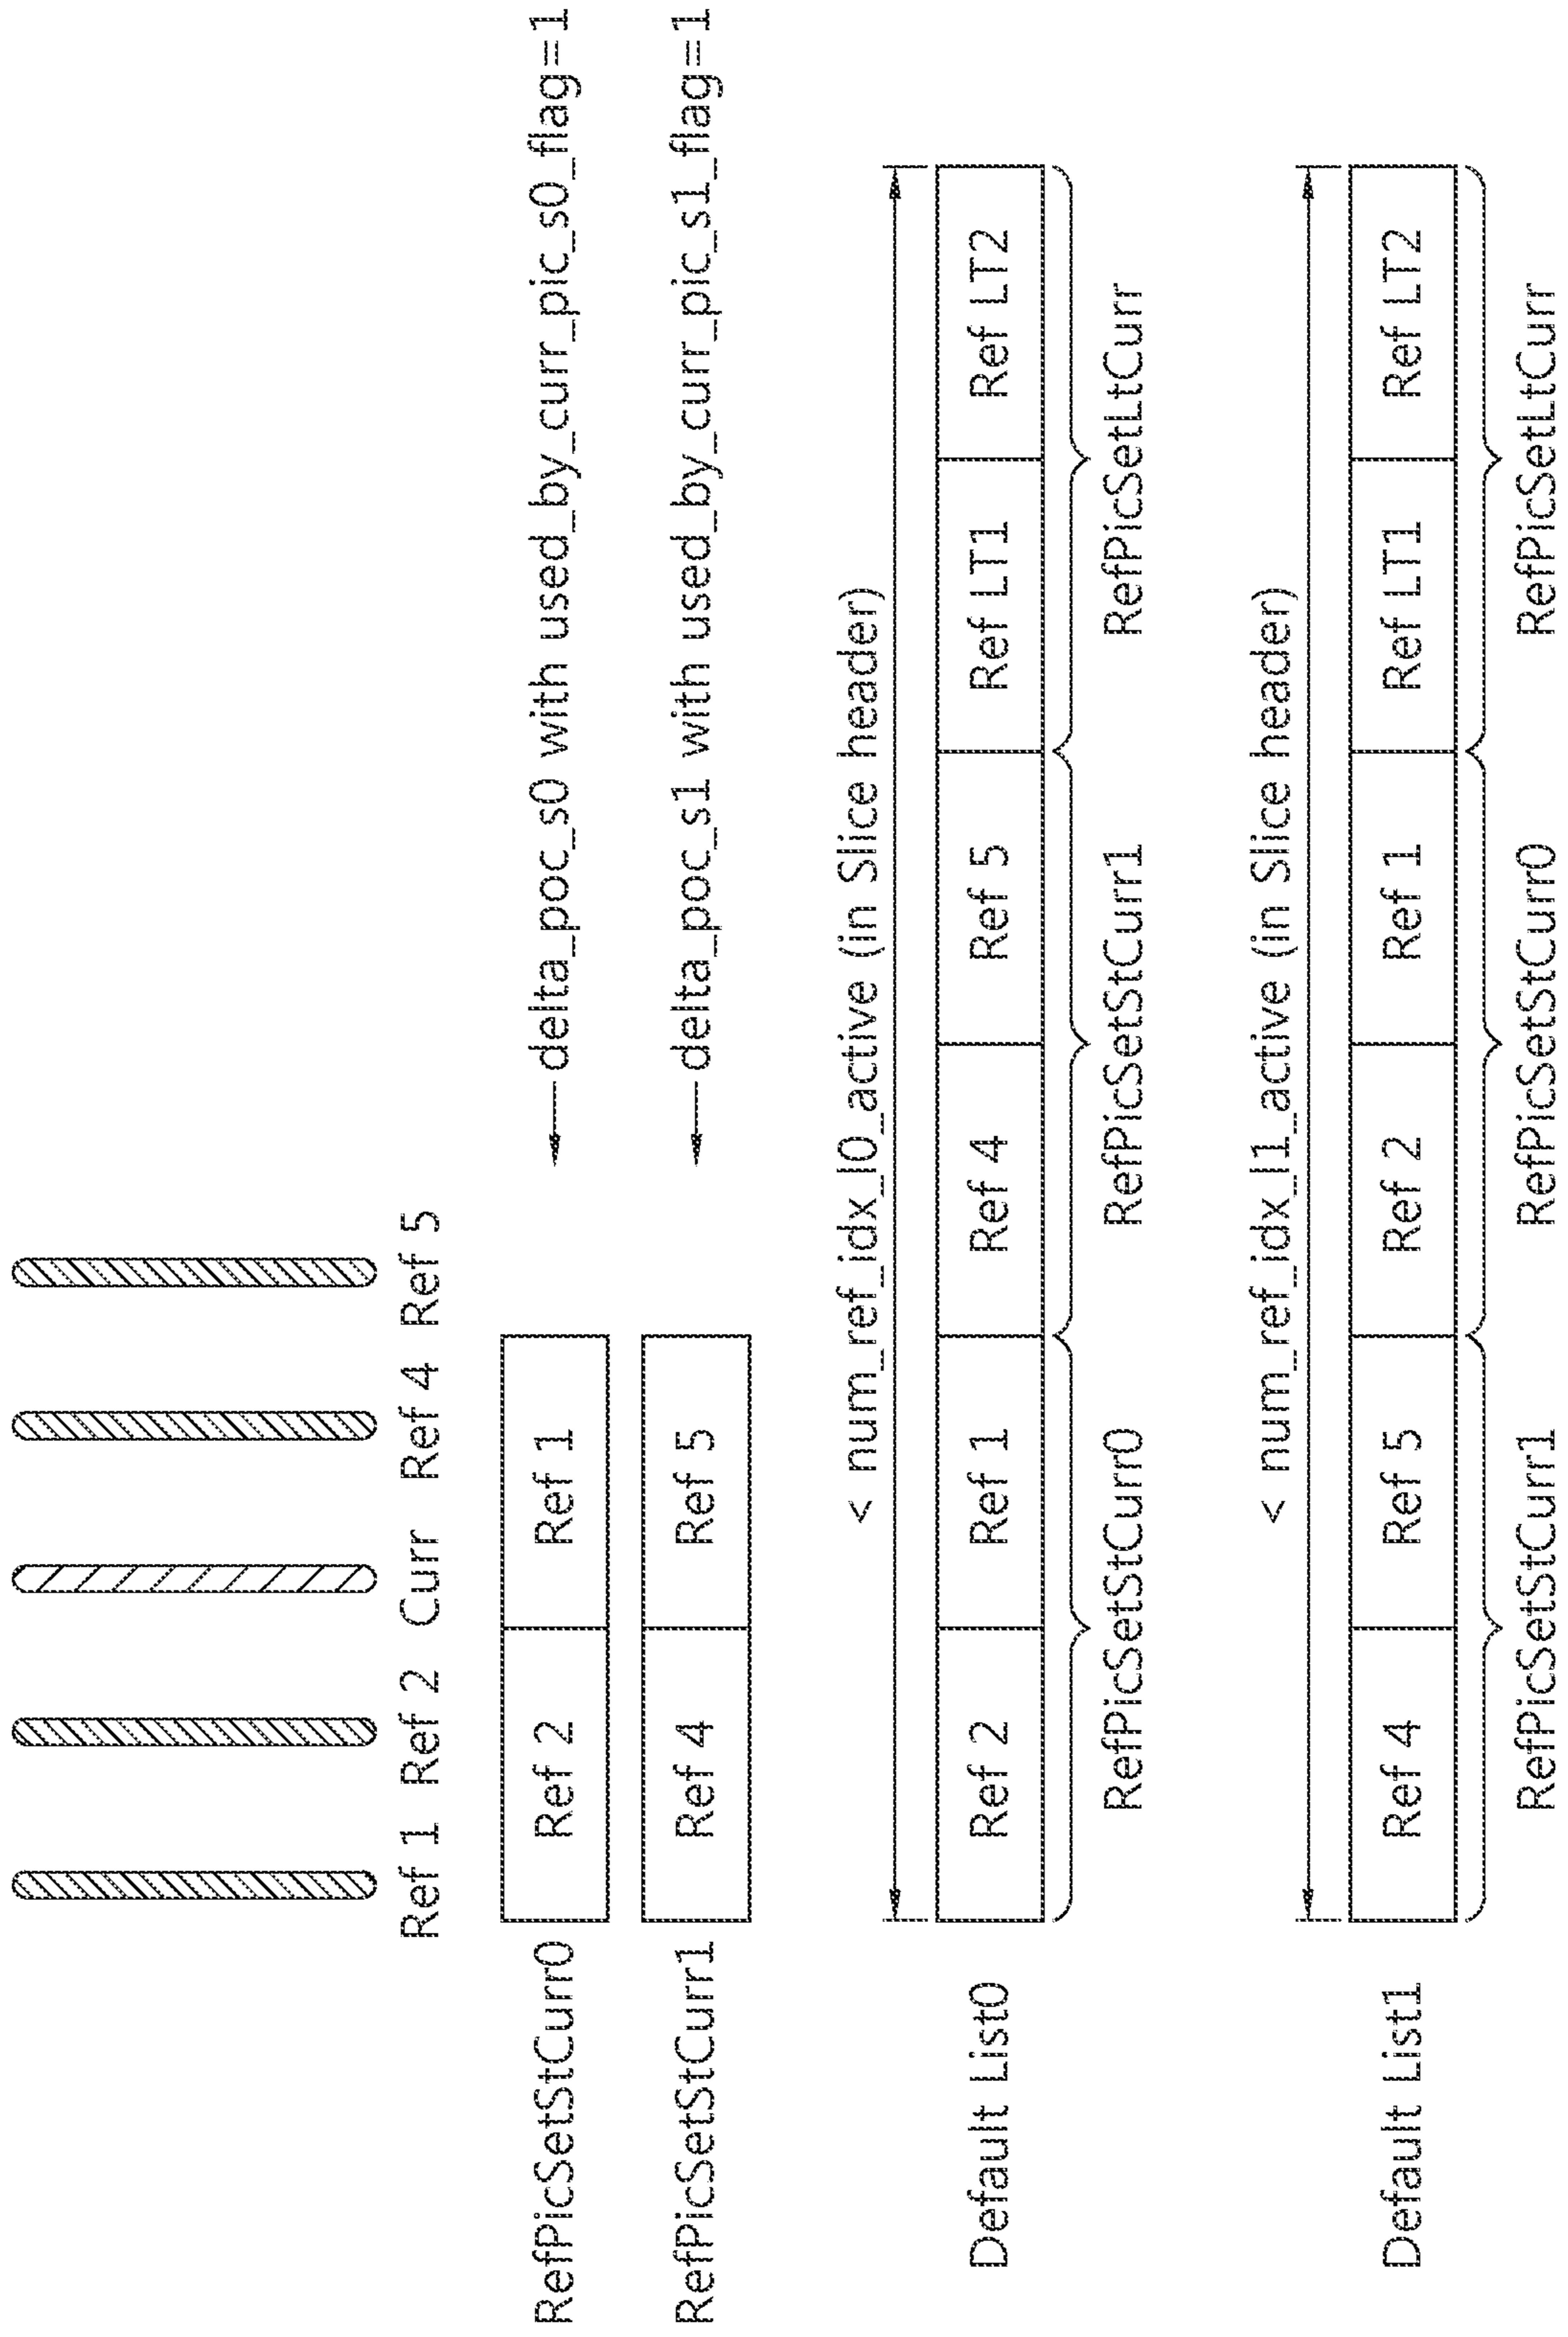 Ref 1 Ref 2 Curr Ref 4 Ref 5
RefPicSetStCurr0 Ref 2 Ref 1 delta_poc_s0 with used_by_curr_pic_s0_flag=1
RefPicSetStCurr1 Ref 4 Ref 5 delta_poc_s1 with used_by_curr_pic_s1_flag=1
< num_ref_idx_l0_active (in Slice header)
Default List0 Ref 2 Ref 1 Ref 4 Ref 5 Ref LT1 Ref LT2
RefPicSetStCurr0 RefPicSetStCurr1 RefPicSetLtCurr
< num_ref_idx_l1_active (in Slice header)
Default List1 Ref 4 Ref 5 Ref 2 Ref 1 Ref LT1 Ref LT2
RefPicSetStCurr1 RefPicSetStCurr0 RefPicSetLtCurr